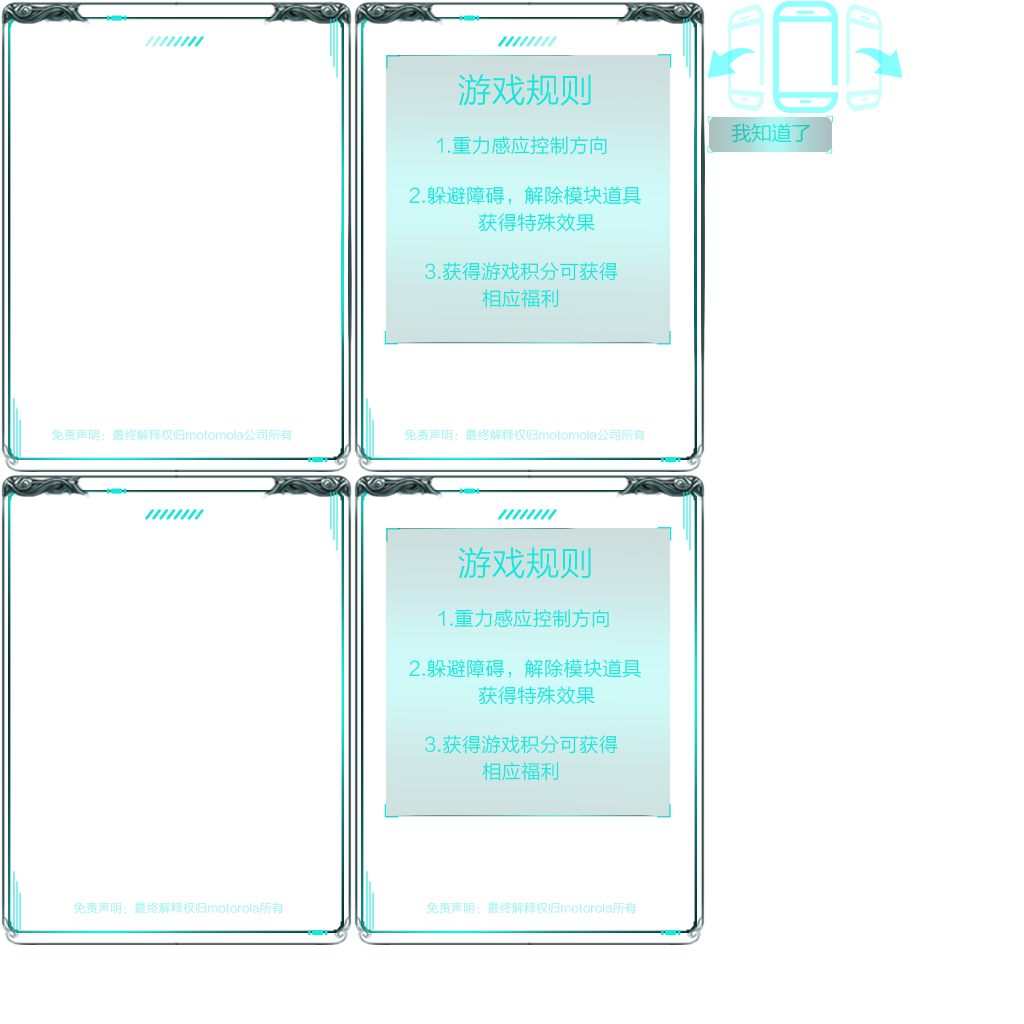 免责声明：最终解释权归motomola公司所有
游戏规则
1.重力感应控制方向
2.躲避障碍，解除模块道具
获得特殊效果
3.获得游戏积分可获得
相应福利
免责声明：最终解释权归motomola公司所有
我知道了
免责声明：最终解释权归motorola所有
游戏规则
1.重力感应控制方向
2.躲避障碍，解除模块道具
获得特殊效果
3.获得游戏积分可获得
相应福利
免责声明：最终解释权归motorola所有